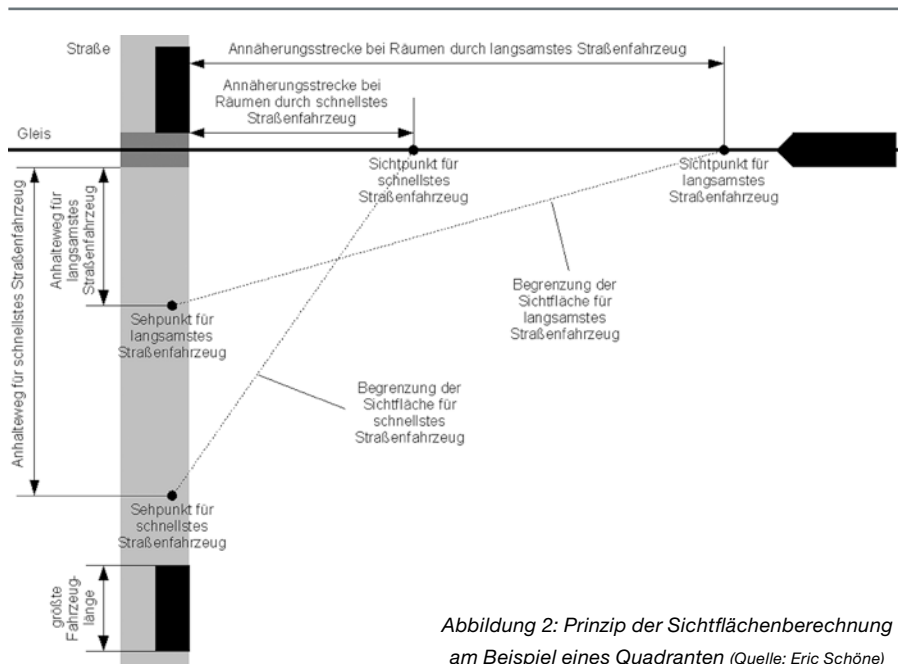 Straße
Annäherungsstrecke bei Räumen durch langsamstes Straßenfahrzeug
Annäherungsstrecke bei
Räumen durch schnellstes
Straßenfahrzeug
Gleis
Sichtpunkt für
schnellstes
Straßenfahrzeug
Sichtpunkt für
langsamstes
Straßenfahrzeug
Anhalteweg für schnellstes Straßenfahrzeug
Anhalteweg für
langsamstes
Straßenfahrzeug
Begrenzung der
Sichtfläche für
langsamstes
Straßenfahrzeug
Sehpunkt für
langsamstes
Straßenfahrzeug
Begrenzung der
Sichtfläche für
schnellstes
Straßenfahrzeug
Sehpunkt für
schnellstes
Straßenfahrzeug
größte
Fahrzeug-
länge
Abbildung 2: Prinzip der Sichtflächenberechnung
am Beispiel eines Quadranten (Quelle: Eric Schöne)